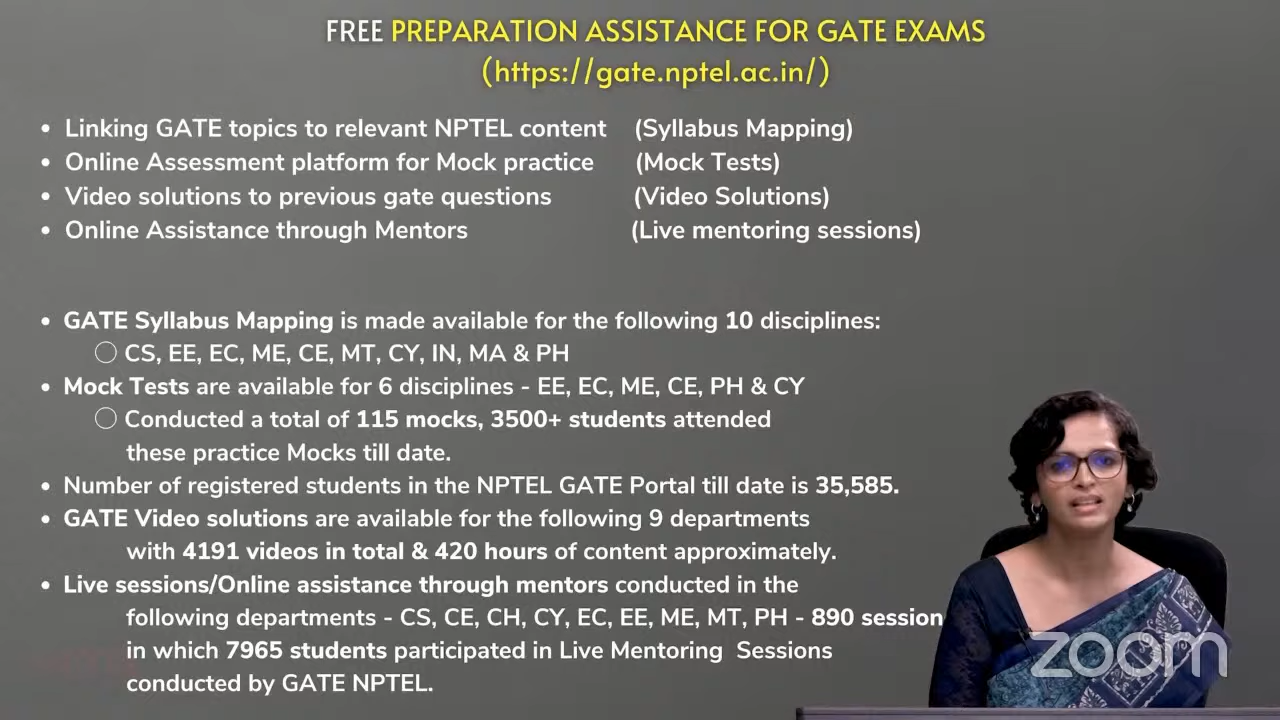 FREE PREPARATION ASSISTANCE FOR GATE EXAMS
(https://gate.nptel.ac.in/)
• Linking GATE topics to relevant NPTEL content (Syllabus Mapping)
• Online Assessment platform for Mock practice (Mock Tests)
• Video solutions to previous gate questions (Video Solutions)
• Online Assistance through Mentors (Live mentoring sessions)
• GATE Syllabus Mapping is made available for the following 10 disciplines:
○ CS, EE, EC, ME, CE, MT, CY, IN, MA & PH
• Mock Tests are available for 6 disciplines - EE, EC, ME, CE, PH & CY
○ Conducted a total of 115 mocks, 3500+ students attended
these practice Mocks till date.
• Number of registered students in the NPTEL GATE Portal till date is 35,585.
• GATE Video solutions are available for the following 9 departments
with 4191 videos in total & 420 hours of content approximately.
• Live sessions/Online assistance through mentors conducted in the
following departments - CS, CE, CH, CY, EC, EE, ME, MT, PH - 890 session
in which 7965 students participated in Live Mentoring Sessions
conducted by GATE NPTEL.
zoom